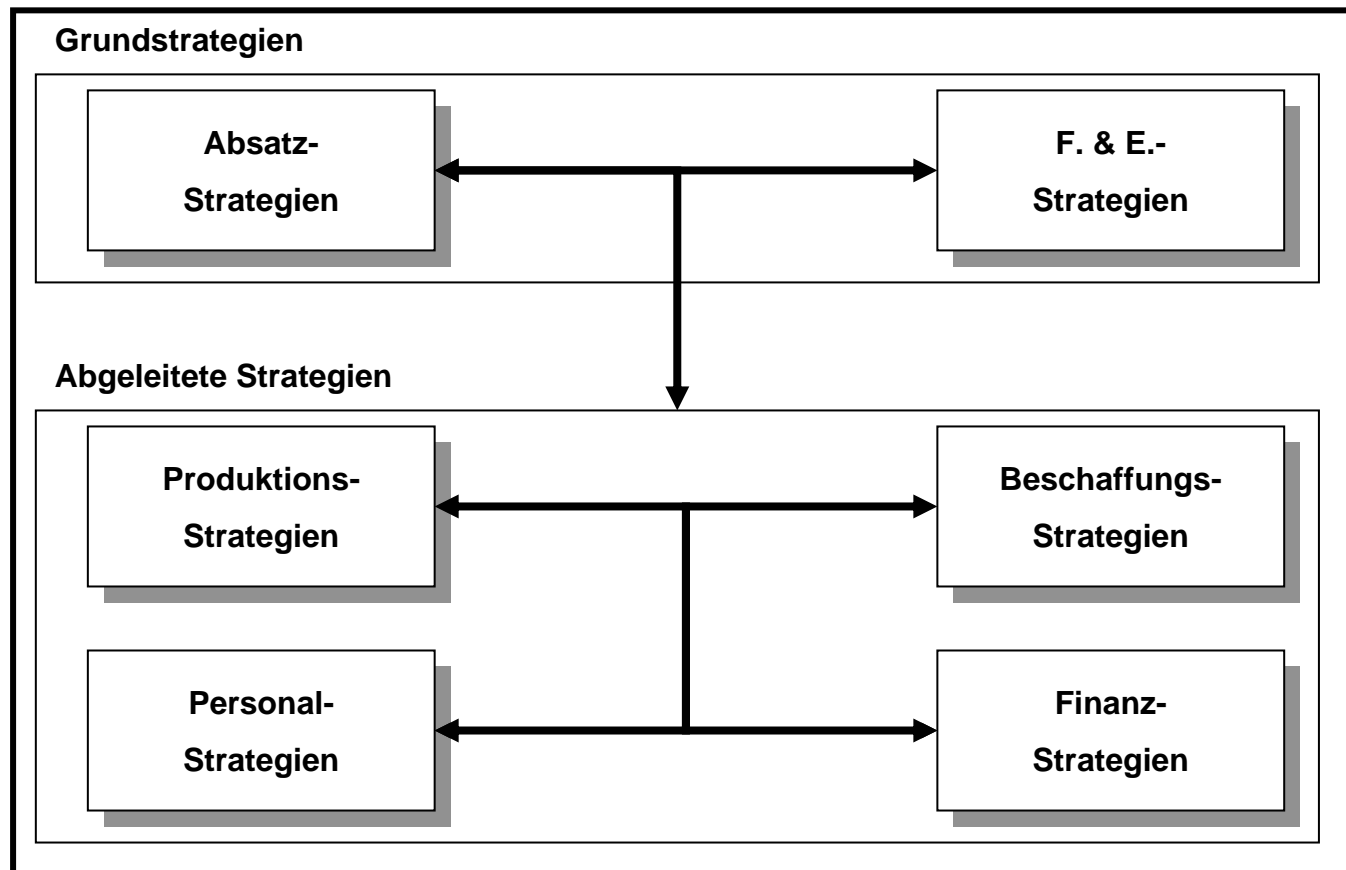 Grundstrategien
Absatz-
Strategien
F. & E.-
Strategien
Abgeleitete Strategien
Produktions-
Strategien
Beschaffungs-
Strategien
Personal-
Strategien
Finanz-
Strategien